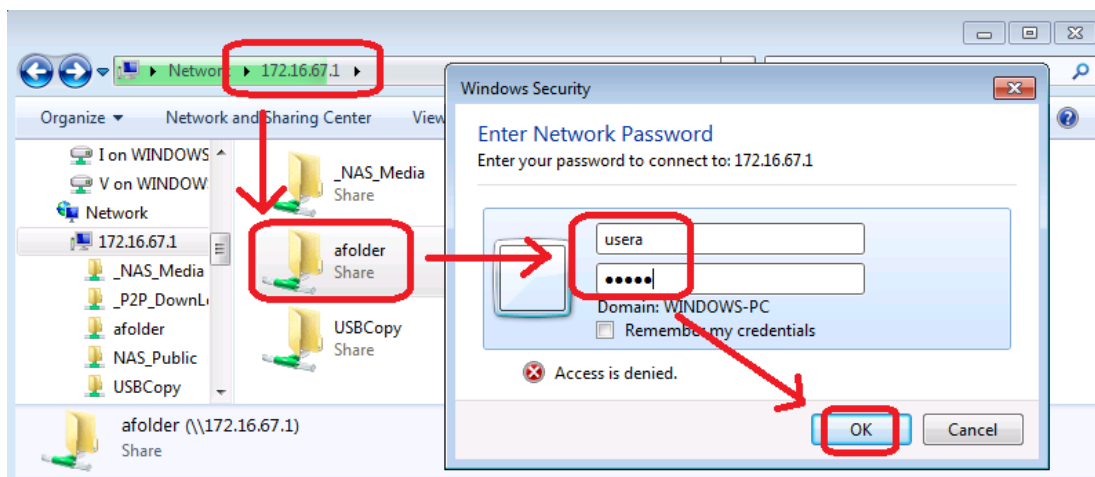 Network ▸ 172.16.67.1 ▸
Organize ▼ Network and Sharing Center View
I on WINDOWS
V on WINDOW
Network
172.16.67.1
_NAS_Media
_P2P_DownL
afolder
NAS_Public
USBCopy
_NAS_Media
Share
afolder
Share
USBCopy
Share
afolder (\\172.16.67.1)
Share
Windows Security
Enter Network Password
Enter your password to connect to: 172.16.67.1
usera
●●●●●
Domain: WINDOWS-PC
Remember my credentials
Access is denied.
OK Cancel